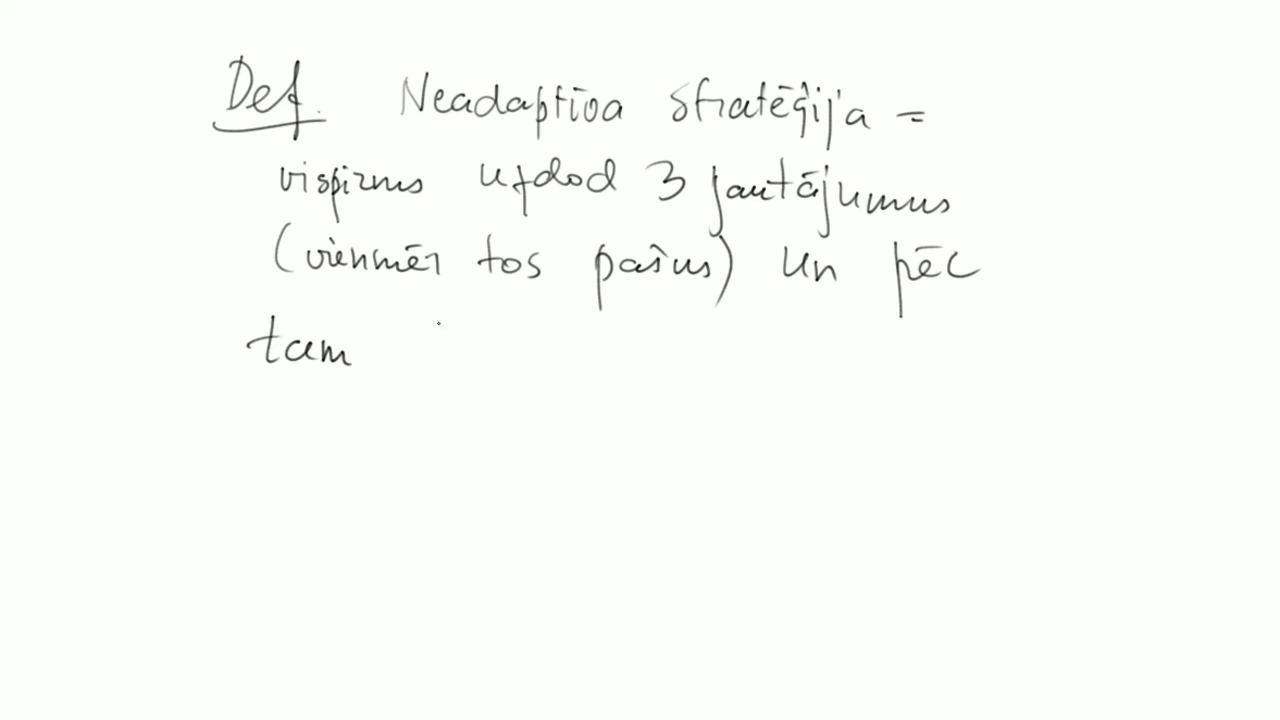 Def. Neadaptīva stratēģija =
vispirms uzdod 3 jautājumus
(vienmēr tos pašus) un pēc
tam